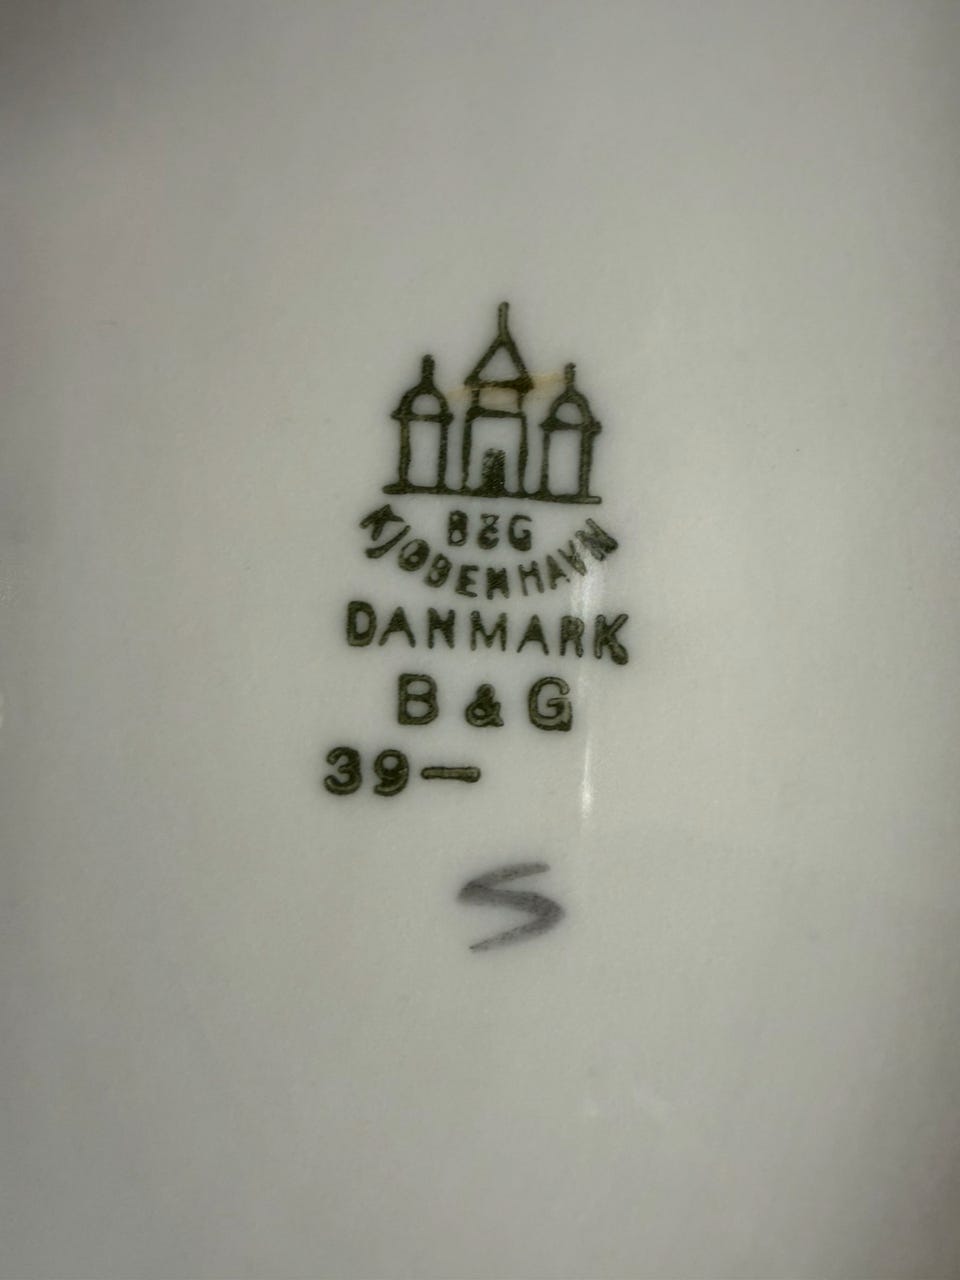 B&G
KJØBENHAVN
DANMARK
B & G
39—
S